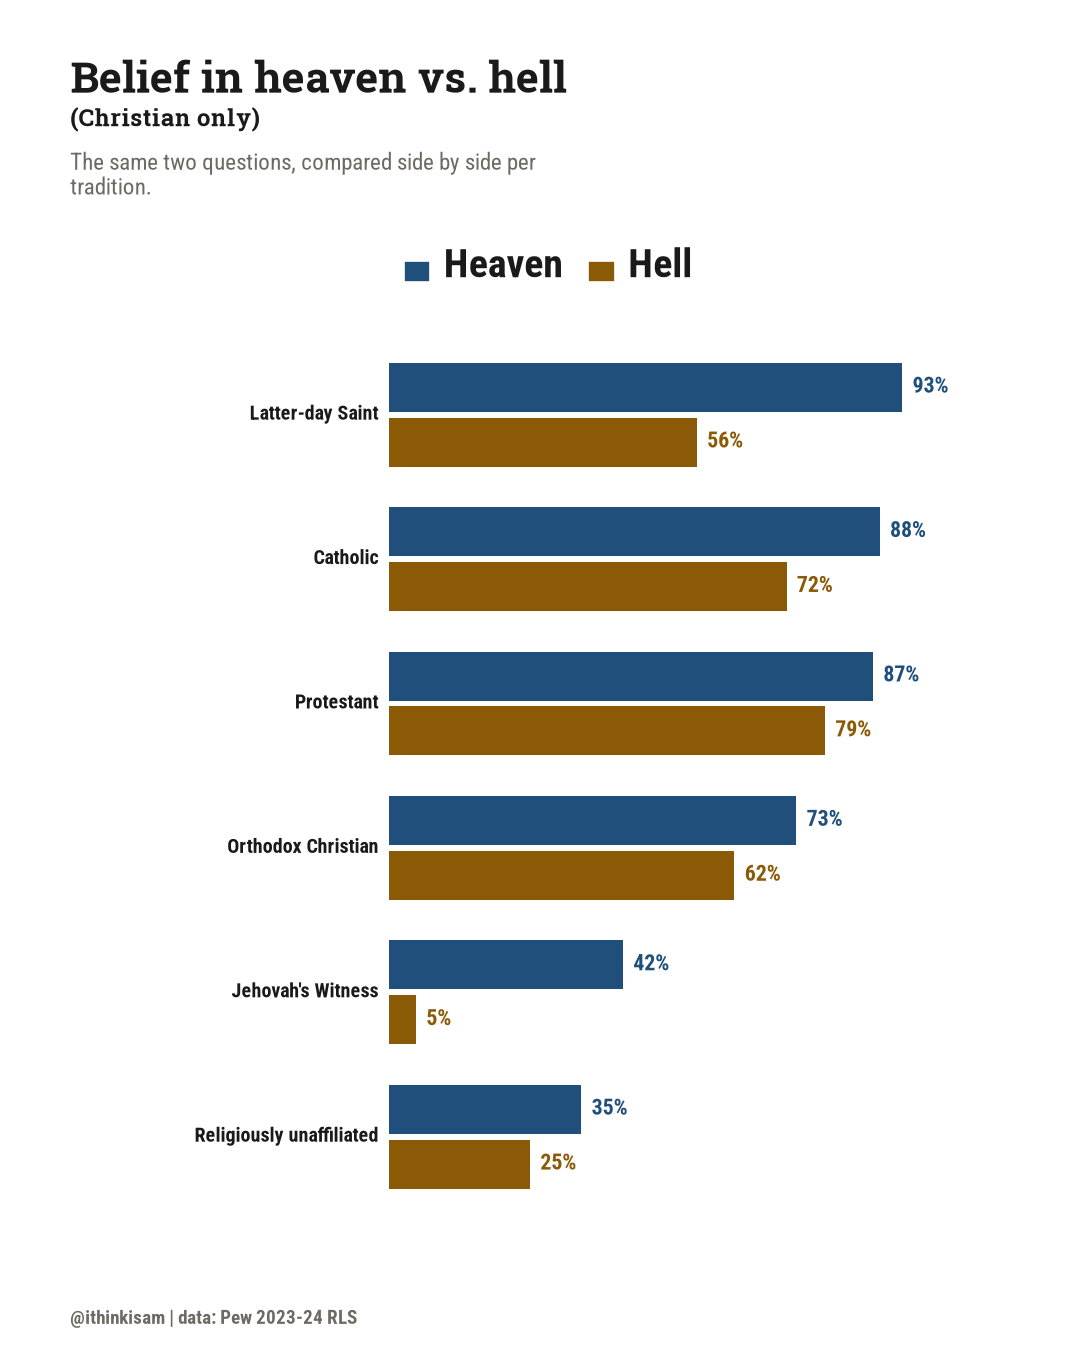 Belief in heaven vs. hell
(Christian only)
The same two questions, compared side by side per
tradition.
Heaven Hell
Latter-day Saint
93%
56%
Catholic
88%
72%
Protestant
87%
79%
Orthodox Christian
73%
62%
Jehovah's Witness
42%
5%
Religiously unaffiliated
35%
25%
@ithinkisam | data: Pew 2023-24 RLS